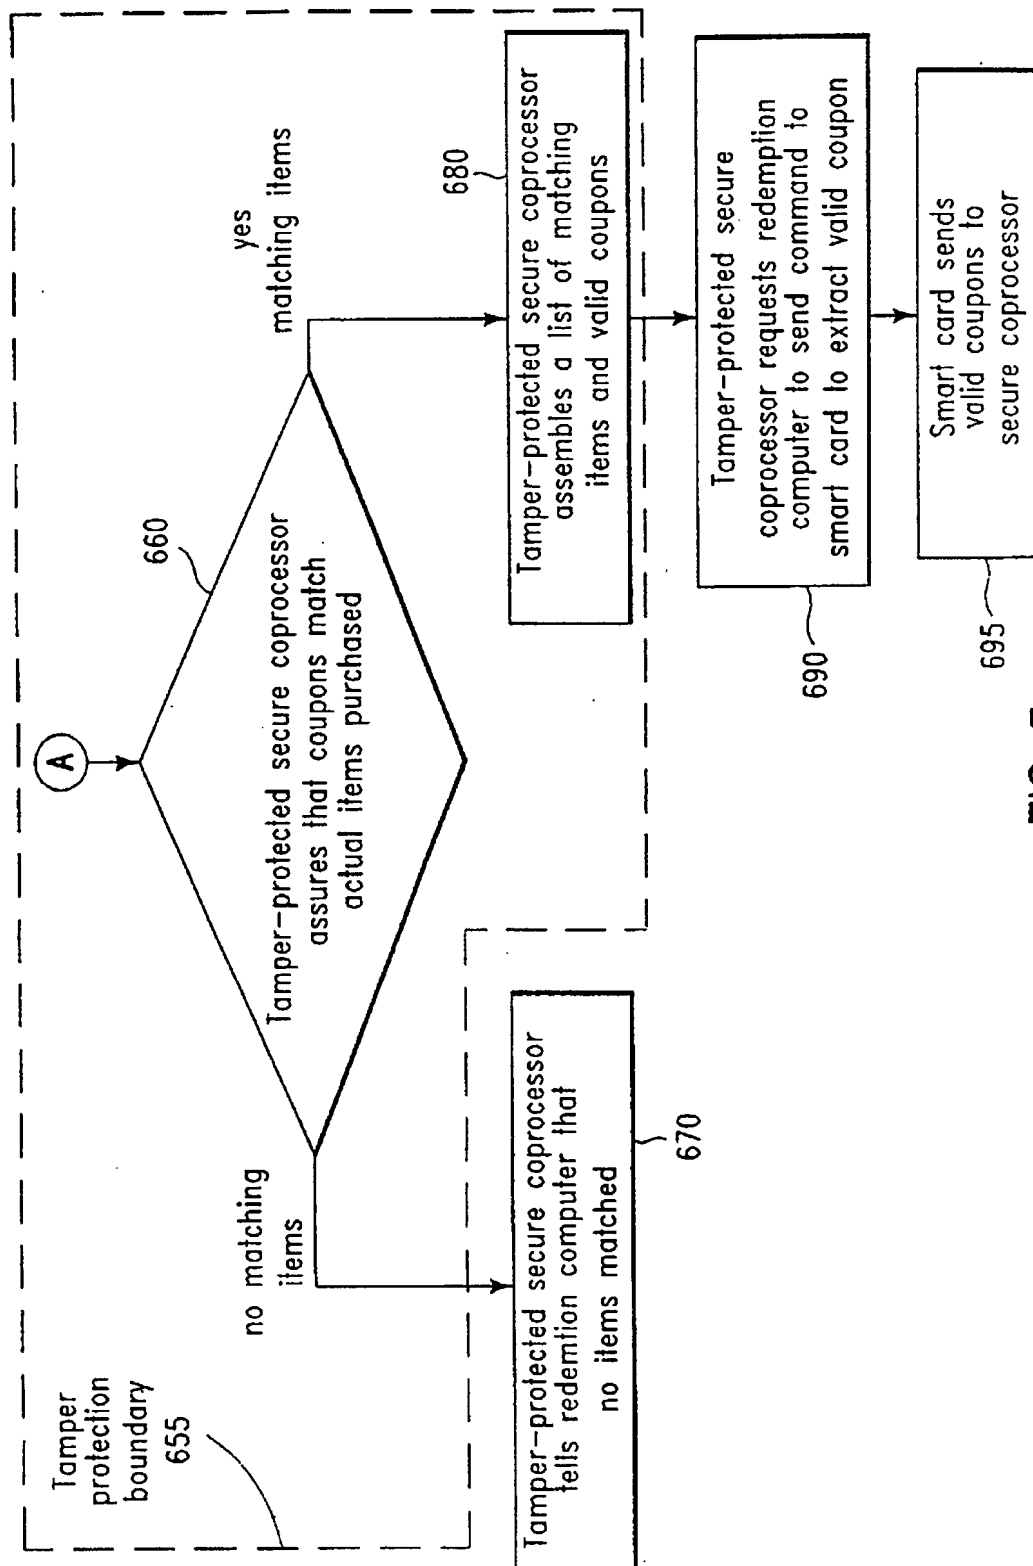 A
Tamper
protection
boundary
655
660
Tamper-protected secure coprocessor
assures that coupons match
actual items purchased
no matching
items
yes
matching items
Tamper-protected secure coprocessor
tells redemtion computer that
no items matched
670
680
Tamper-protected secure coprocessor
assembles a list of matching
items and valid coupons
Tamper-protected secure
coprocessor requests redemption
computer to send command to
smart card to extract valid coupon
690
Smart card sends
valid coupons to
secure coprocessor
695